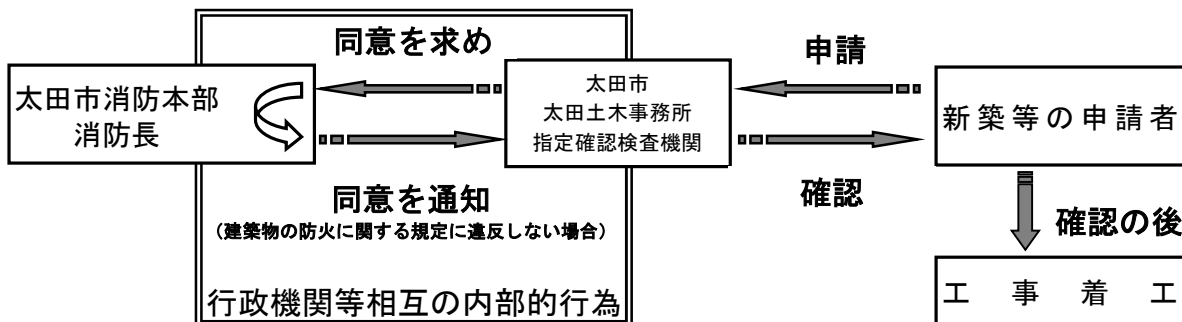 同意を求め
申請
太田市消防本部
消防長
太田市
太田土木事務所
指定確認検査機関
新築等の申請者
同意を通知
(建築物の防火に関する規定に違反しない場合)
確認
確認の後
行政機関等相互の内部的行為
工事着工